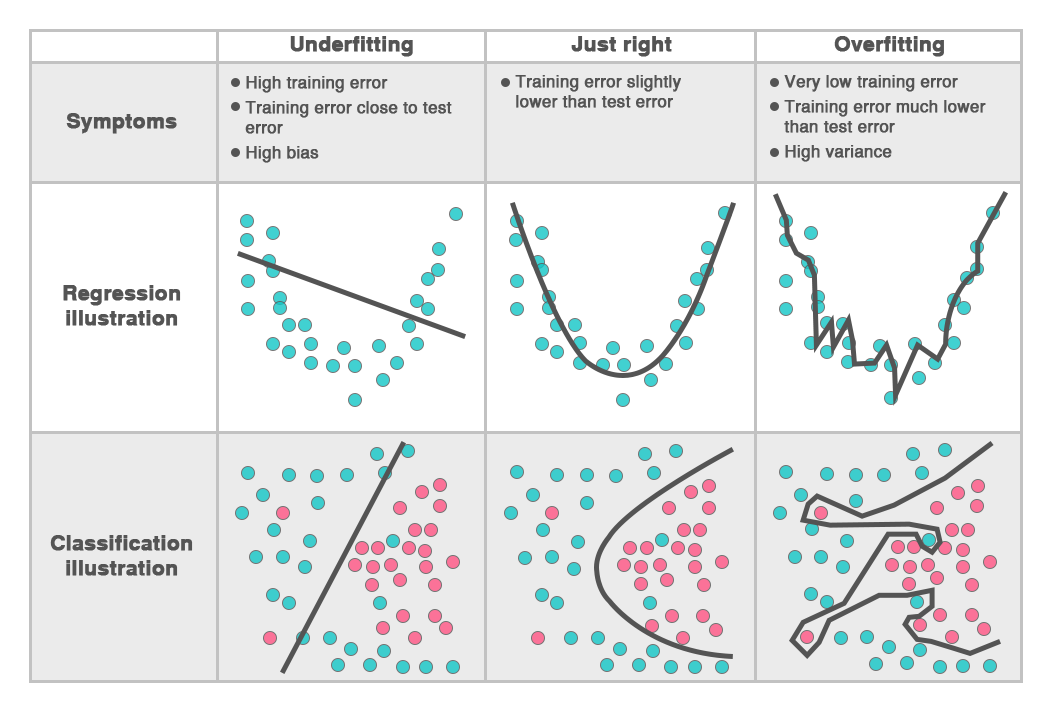 Underfitting
Just right
Overfitting
Symptoms
● High training error
● Training error close to test
error
● High bias
● Training error slightly
lower than test error
● Very low training error
● Training error much lower
than test error
● High variance
Regression
illustration
Classification
illustration